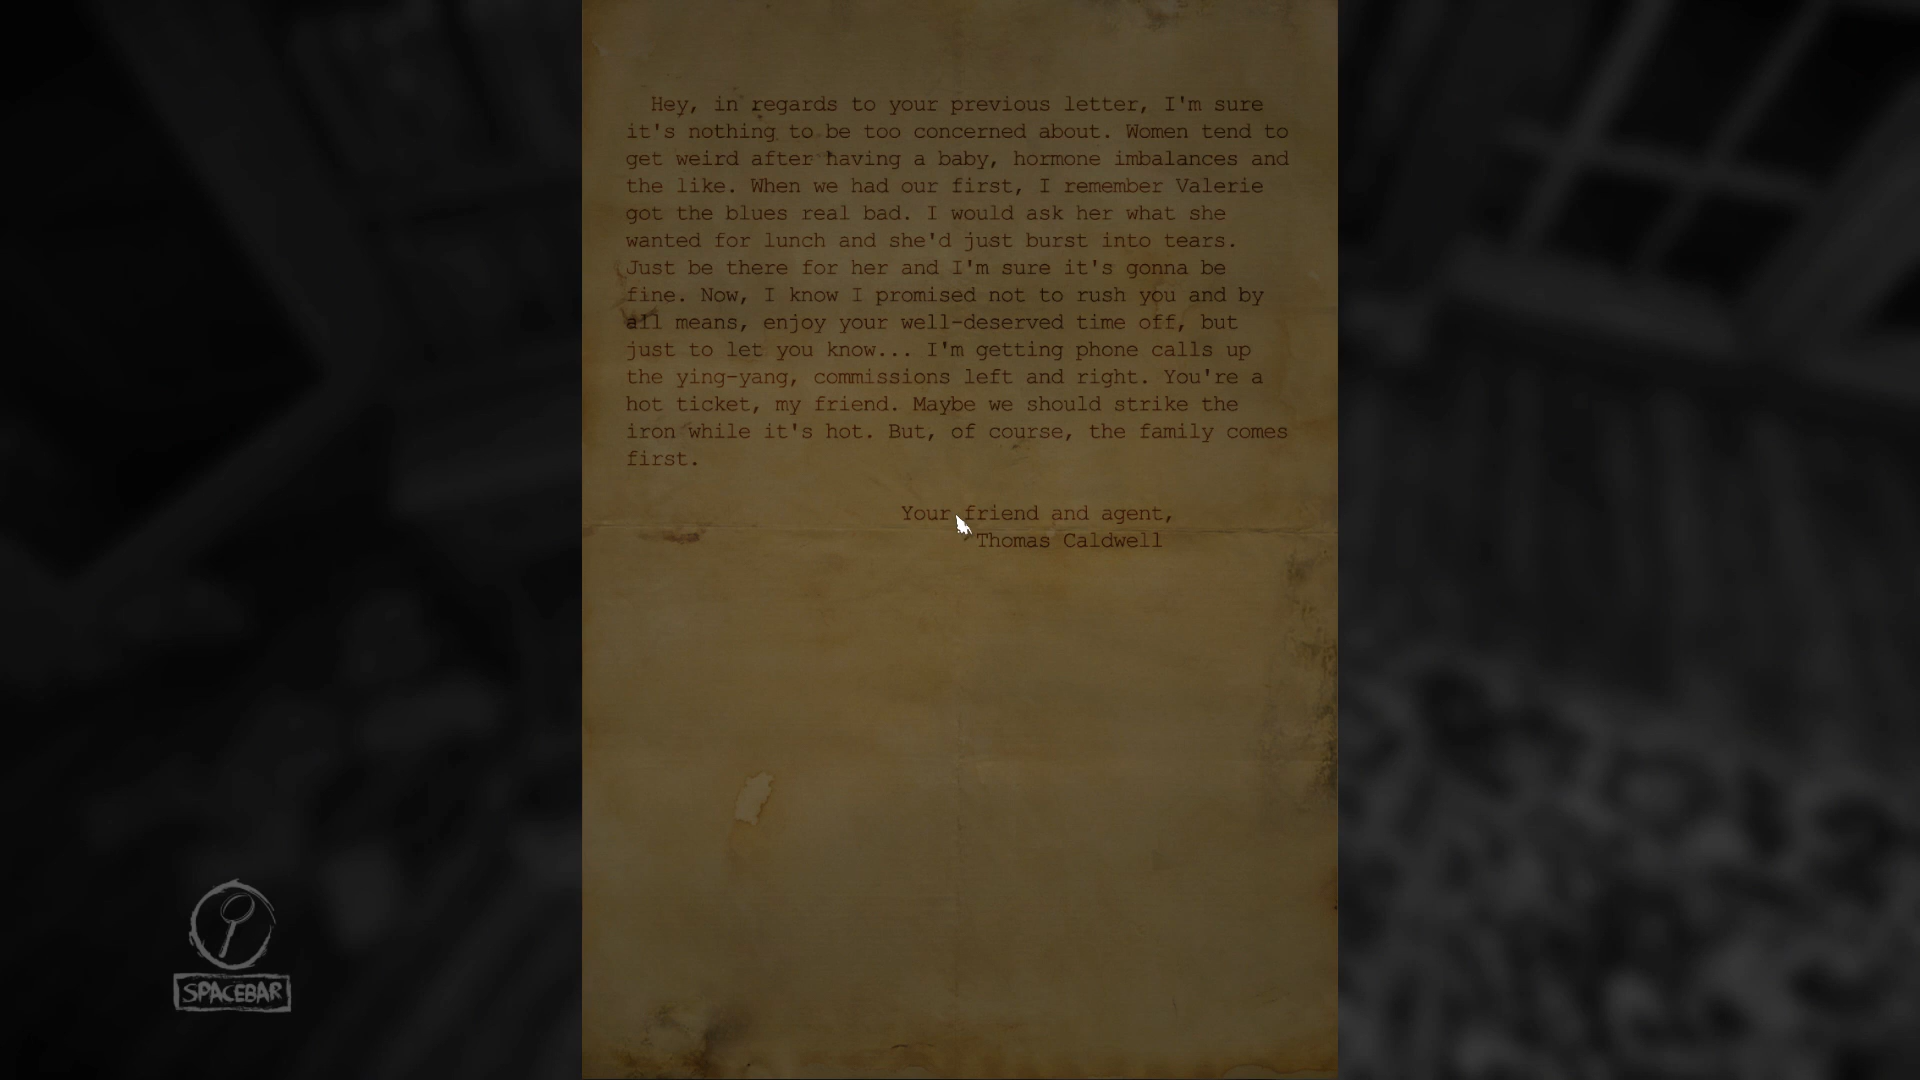 Hey, in regards to your previous letter, I'm sure
it's nothing to be too concerned about. Women tend to
get weird after having a baby, hormone imbalances and
the like. When we had our first, I remember Valerie
got the blues real bad. I would ask her what she
wanted for lunch and she'd just burst into tears.
Just be there for her and I'm sure it's gonna be
fine. Now, I know I promised not to rush you and by
all means, enjoy your well-deserved time off, but
just to let you know... I'm getting phone calls up
the ying-yang, commissions left and right. You're a
hot ticket, my friend. Maybe we should strike the
iron while it's hot. But, of course, the family comes
first.
Your friend and agent,
Thomas Caldwell
SPACEBAR